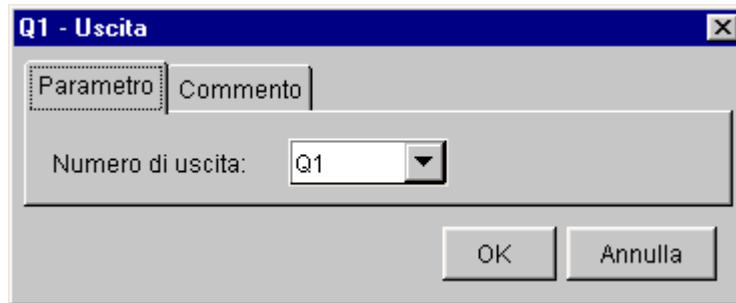 Q1 - Uscita
Parametro Commento
Numero di uscita: Q1
OK Annulla